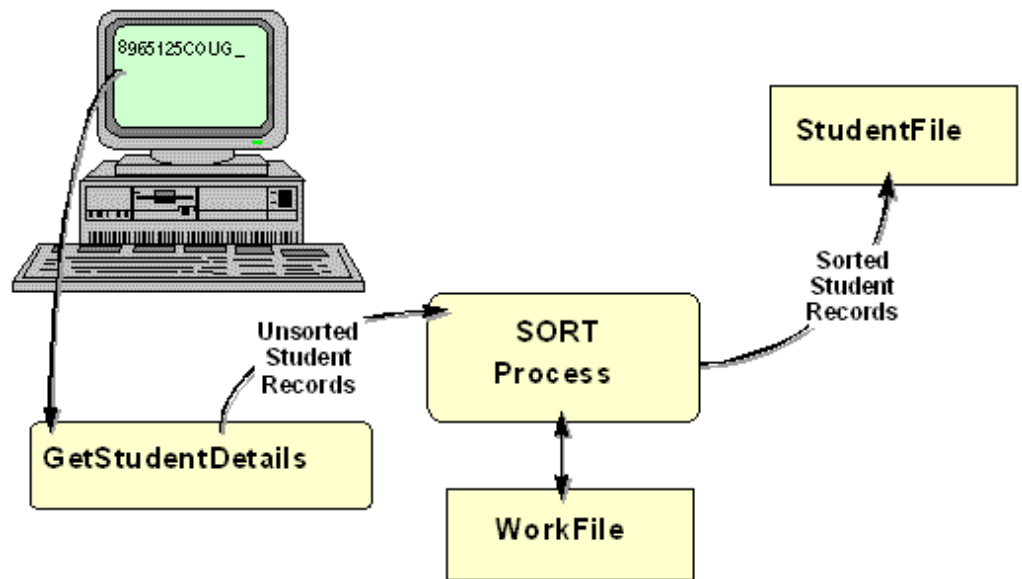 8965125COUG_
StudentFile
Sorted
Student
Records
Unsorted
Student
Records
SORT
Process
GetStudentDetails
WorkFile